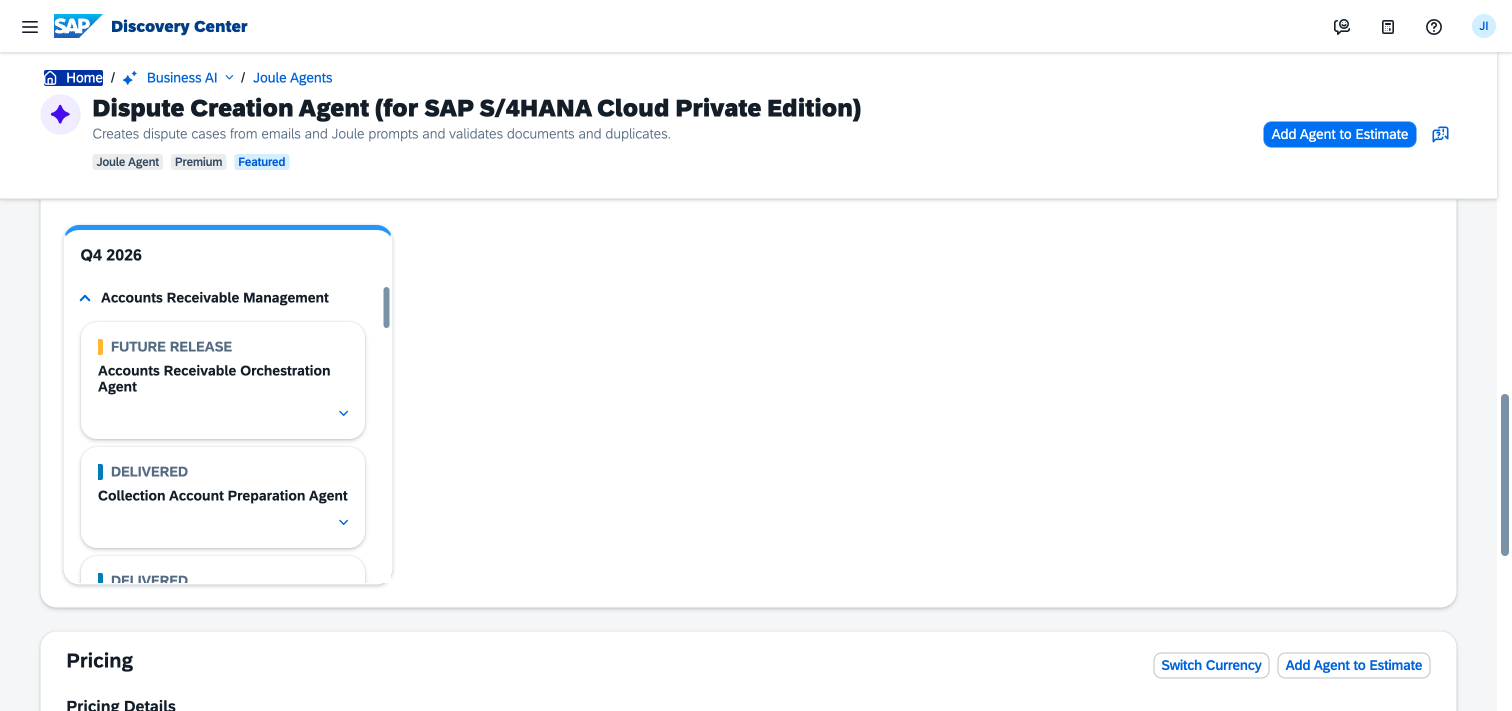 SAP Discovery Center
JI
Home / Business AI / Joule Agents
Dispute Creation Agent (for SAP S/4HANA Cloud Private Edition)
Creates dispute cases from emails and Joule prompts and validates documents and duplicates.
Add Agent to Estimate
Joule Agent Premium Featured
Q4 2026
Accounts Receivable Management
FUTURE RELEASE
Accounts Receivable Orchestration
Agent
DELIVERED
Collection Account Preparation Agent
DELIVERED
Pricing
Switch Currency Add Agent to Estimate
Pricing Details